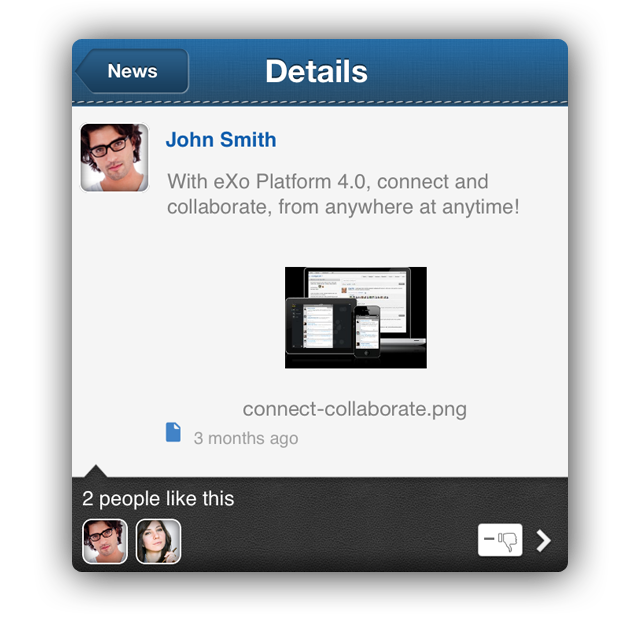 News
Details
John Smith
With eXo Platform 4.0, connect and
collaborate, from anywhere at anytime!
connect-collaborate.png
3 months ago
2 people like this